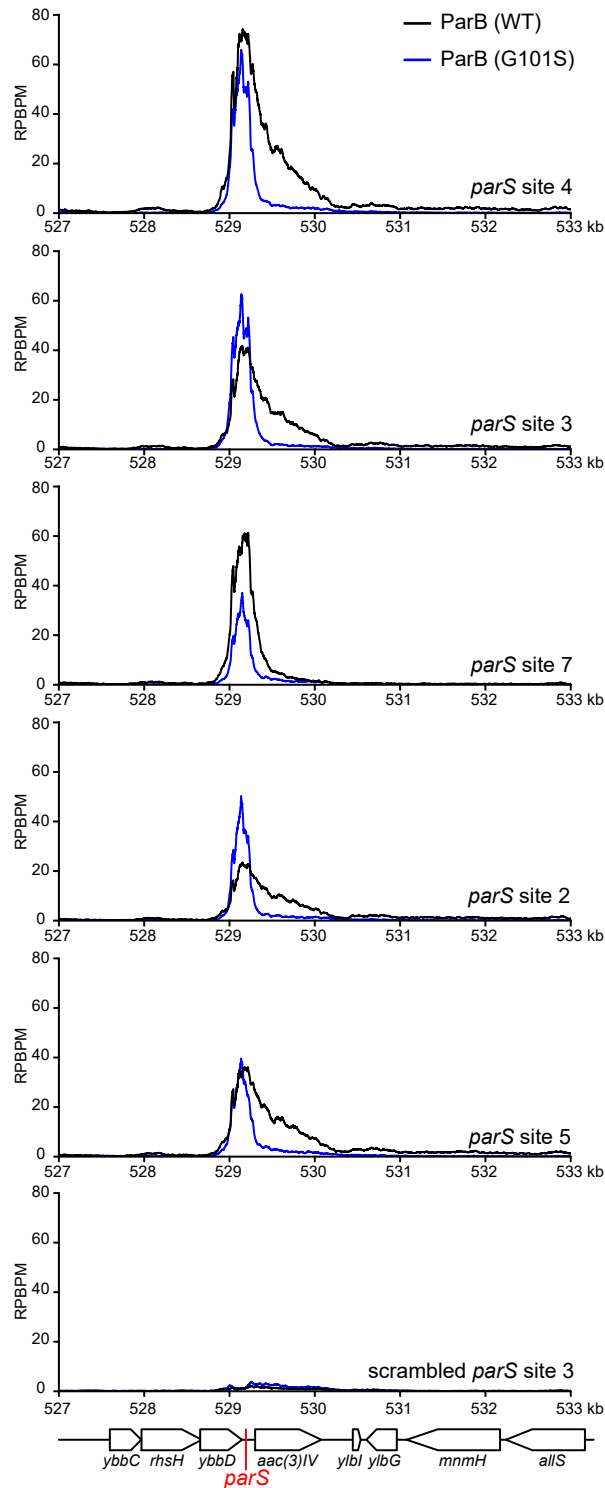 ParB (WT)
ParB (G101S)
RPBPM
80
60
40
20
0
parS site 4
527 528 529 530 531 532 533 kb
RPBPM
80
60
40
20
0
parS site 3
527 528 529 530 531 532 533 kb
RPBPM
80
60
40
20
0
parS site 7
527 528 529 530 531 532 533 kb
RPBPM
80
60
40
20
0
parS site 2
527 528 529 530 531 532 533 kb
RPBPM
80
60
40
20
0
parS site 5
527 528 529 530 531 532 533 kb
RPBPM
80
60
40
20
0
scrambled parS site 3
527 528 529 530 531 532 533 kb
ybbC rhsH ybbD aac(3)IV ylbI ylbG mnmH allS
parS